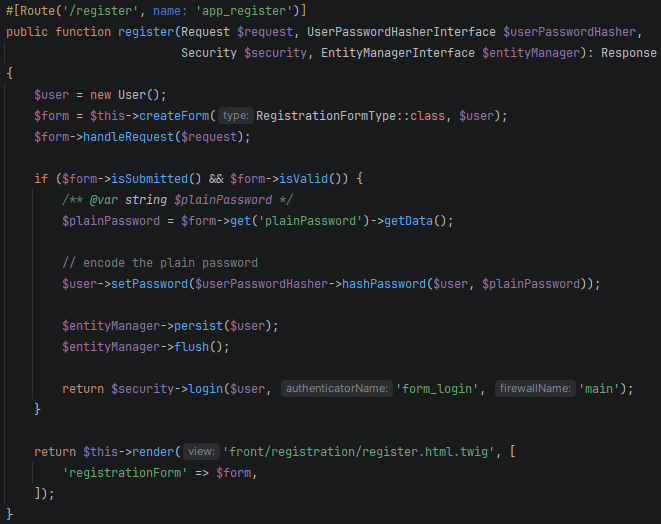 #[Route('/register', name: 'app_register')]
public function register(Request $request, UserPasswordHasherInterface $userPasswordHasher,
                         Security $security, EntityManagerInterface $entityManager): Response
{
    $user = new User();
    $form = $this->createForm( type: RegistrationFormType::class, $user);
    $form->handleRequest($request);

    if ($form->isSubmitted() && $form->isValid()) {
        /** @var string $plainPassword */
        $plainPassword = $form->get('plainPassword')->getData();

        // encode the plain password
        $user->setPassword($userPasswordHasher->hashPassword($user, $plainPassword));

        $entityManager->persist($user);
        $entityManager->flush();

        return $security->login($user, authenticatorName: 'form_login', firewallName: 'main');
    }

    return $this->render( view: 'front/registration/register.html.twig', [
        'registrationForm' => $form,
    ]);
}